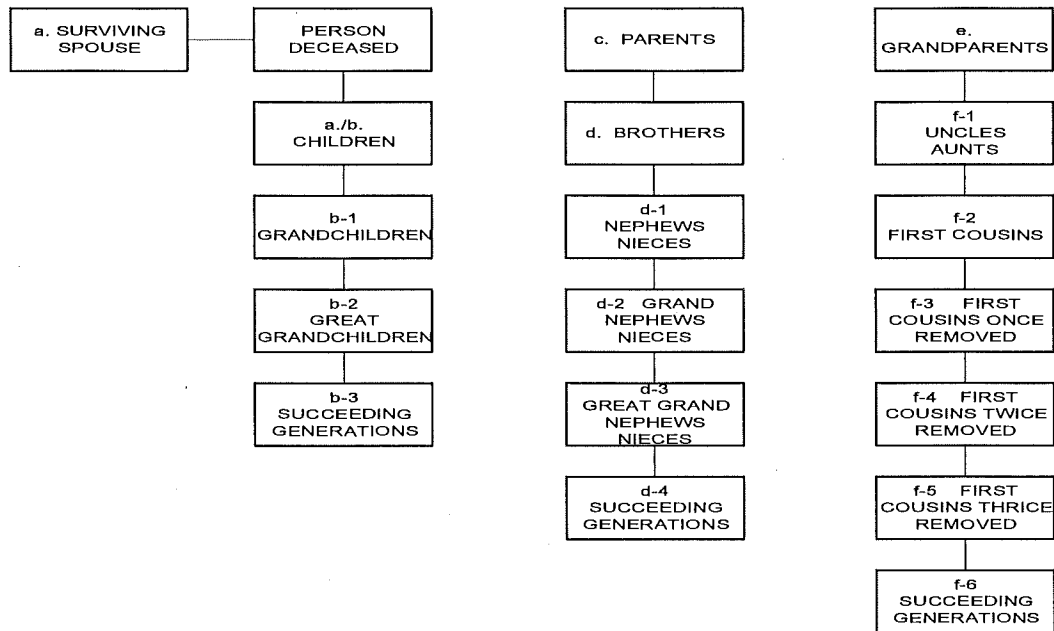 a. SURVIVING
SPOUSE
PERSON
DECEASED
a./b.
CHILDREN
b-1
GRANDCHILDREN
b-2
GREAT
GRANDCHILDREN
b-3
SUCCEEDING
GENERATIONS
c. PARENTS
d. BROTHERS
d-1
NEPHEWS
NIECES
d-2 GRAND
NEPHEWS
NIECES
d-3
GREAT GRAND
NEPHEWS
NIECES
d-4
SUCCEEDING
GENERATIONS
e.
GRANDPARENTS
f-1
UNCLES
AUNTS
f-2
FIRST COUSINS
f-3 FIRST
COUSINS ONCE
REMOVED
f-4 FIRST
COUSINS TWICE
REMOVED
f-5 FIRST
COUSINS THRICE
REMOVED
f-6
SUCCEEDING
GENERATIONS